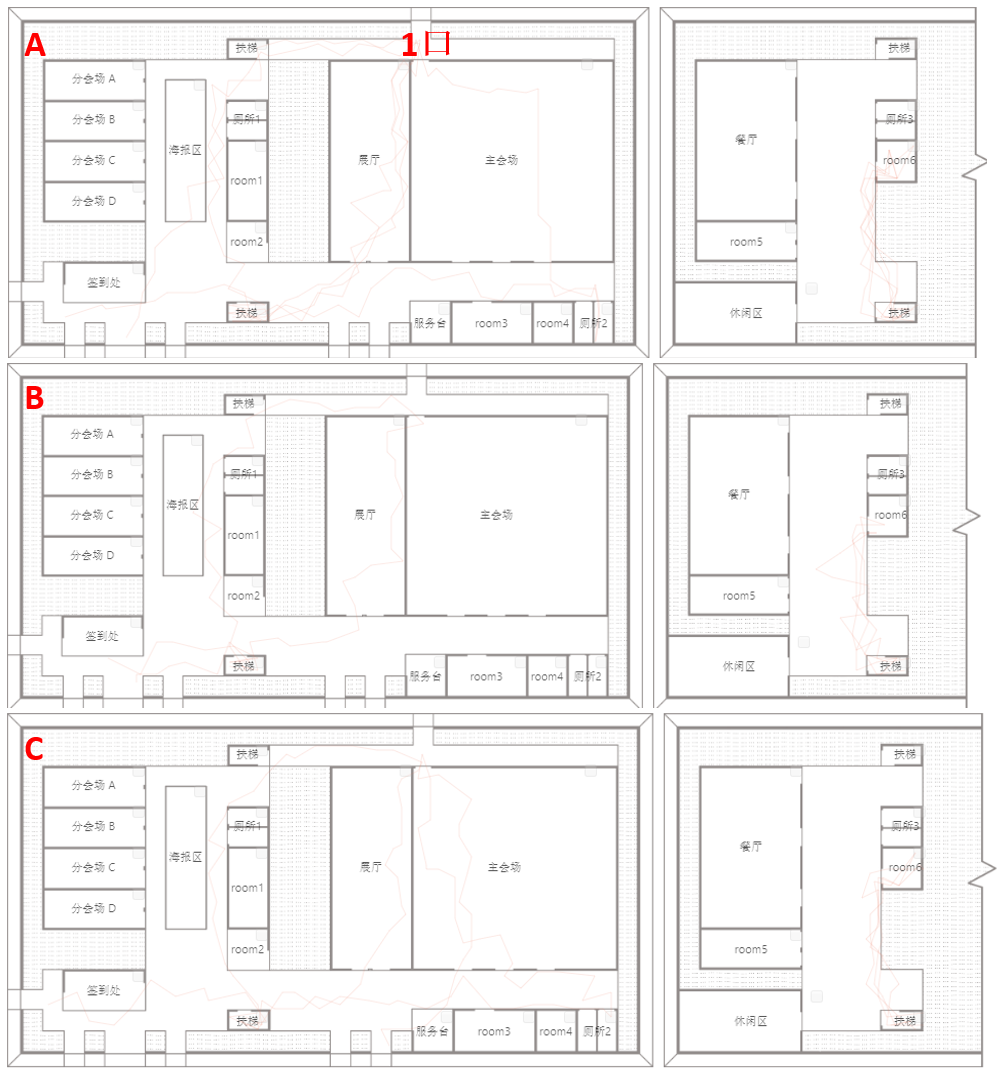 A
扶梯
1口
扶梯
分会场 A
分会场 B
厕所1
厕所3
海报区
餐厅
展厅
主会场
分会场 C
room6
room1
分会场 D
room2
room5
签到处
扶梯
服务台
room3
room4
厕所2
休闲区
扶梯
B
扶梯
扶梯
分会场 A
分会场 B
厕所1
厕所3
海报区
餐厅
展厅
主会场
分会场 C
room6
room1
分会场 D
room2
room5
签到处
扶梯
服务台
room3
room4
厕所2
休闲区
扶梯
C
扶梯
扶梯
分会场 A
分会场 B
厕所1
厕所3
海报区
餐厅
展厅
主会场
分会场 C
room6
room1
分会场 D
room2
room5
签到处
扶梯
服务台
room3
room4
厕所2
休闲区
扶梯